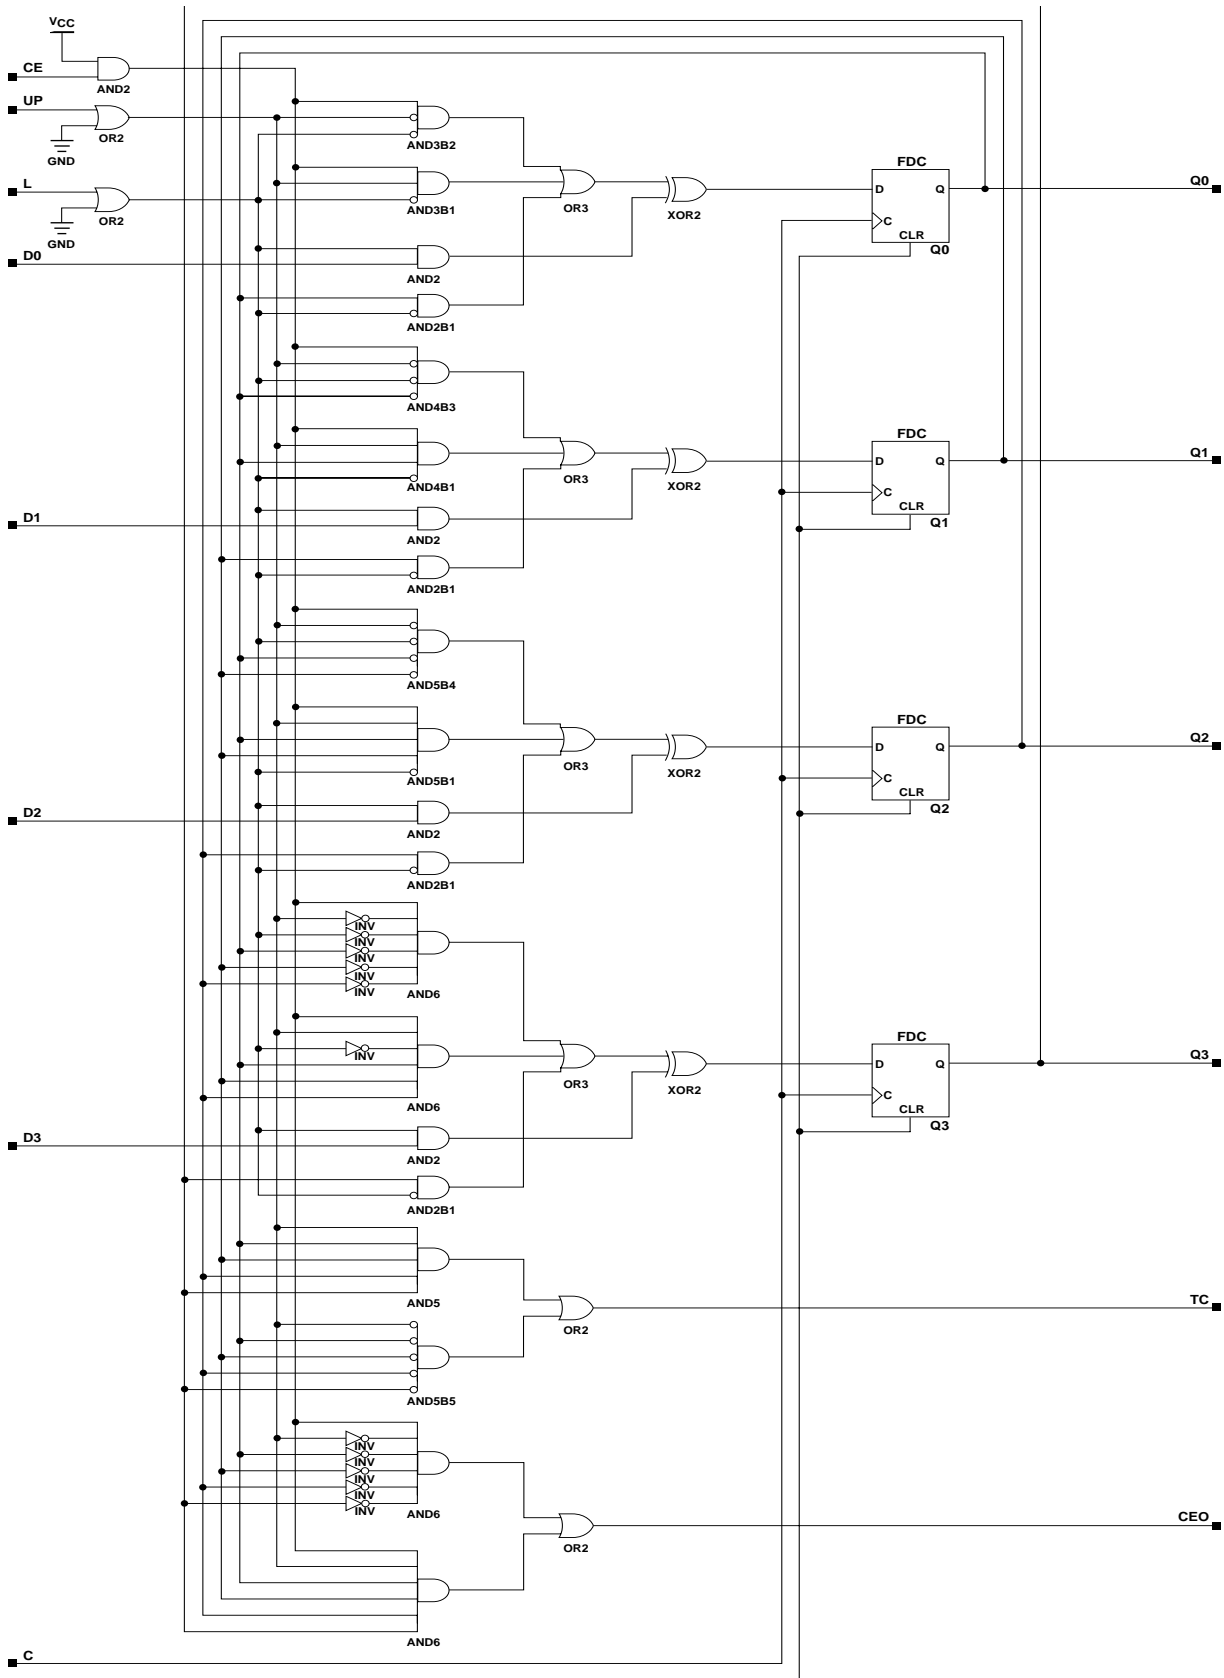 VCC
CE
AND2
UP
OR2
GND
AND3B2
FDC
L
D Q
Q0
OR2
AND3B1
OR3
XOR2
C
GND
CLR
Q0
D0
AND2
AND2B1
AND4B3
FDC
D Q
Q1
AND4B1
OR3
XOR2
C
CLR
Q1
D1
AND2
AND2B1
AND5B4
FDC
D Q
Q2
AND5B1
OR3
XOR2
C
CLR
Q2
D2
AND2
AND2B1
INV
INV
INV
INV
INV
AND6
FDC
INV
D Q
Q3
OR3
XOR2
C
AND6
CLR
Q3
D3
AND2
AND2B1
AND5
TC
OR2
AND5B5
INV
INV
INV
INV
INV
AND6
CEO
OR2
AND6
C